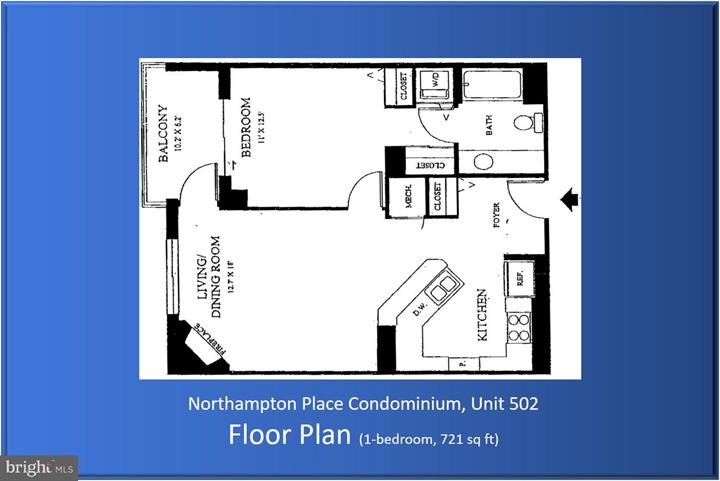 BALCONY
10.2' X 6.2'
BEDROOM
11' X 12.5'
CLOSET
W/D
BATH
CLOSET
MECH.
CLOSET
FOYER
LIVING/
DINING ROOM
12.7' X 18'
FIREPLACE
D.W.
KITCHEN
REF.
P.
Northampton Place Condominium, Unit 502
Floor Plan (1-bedroom, 721 sq ft)
bright MLS